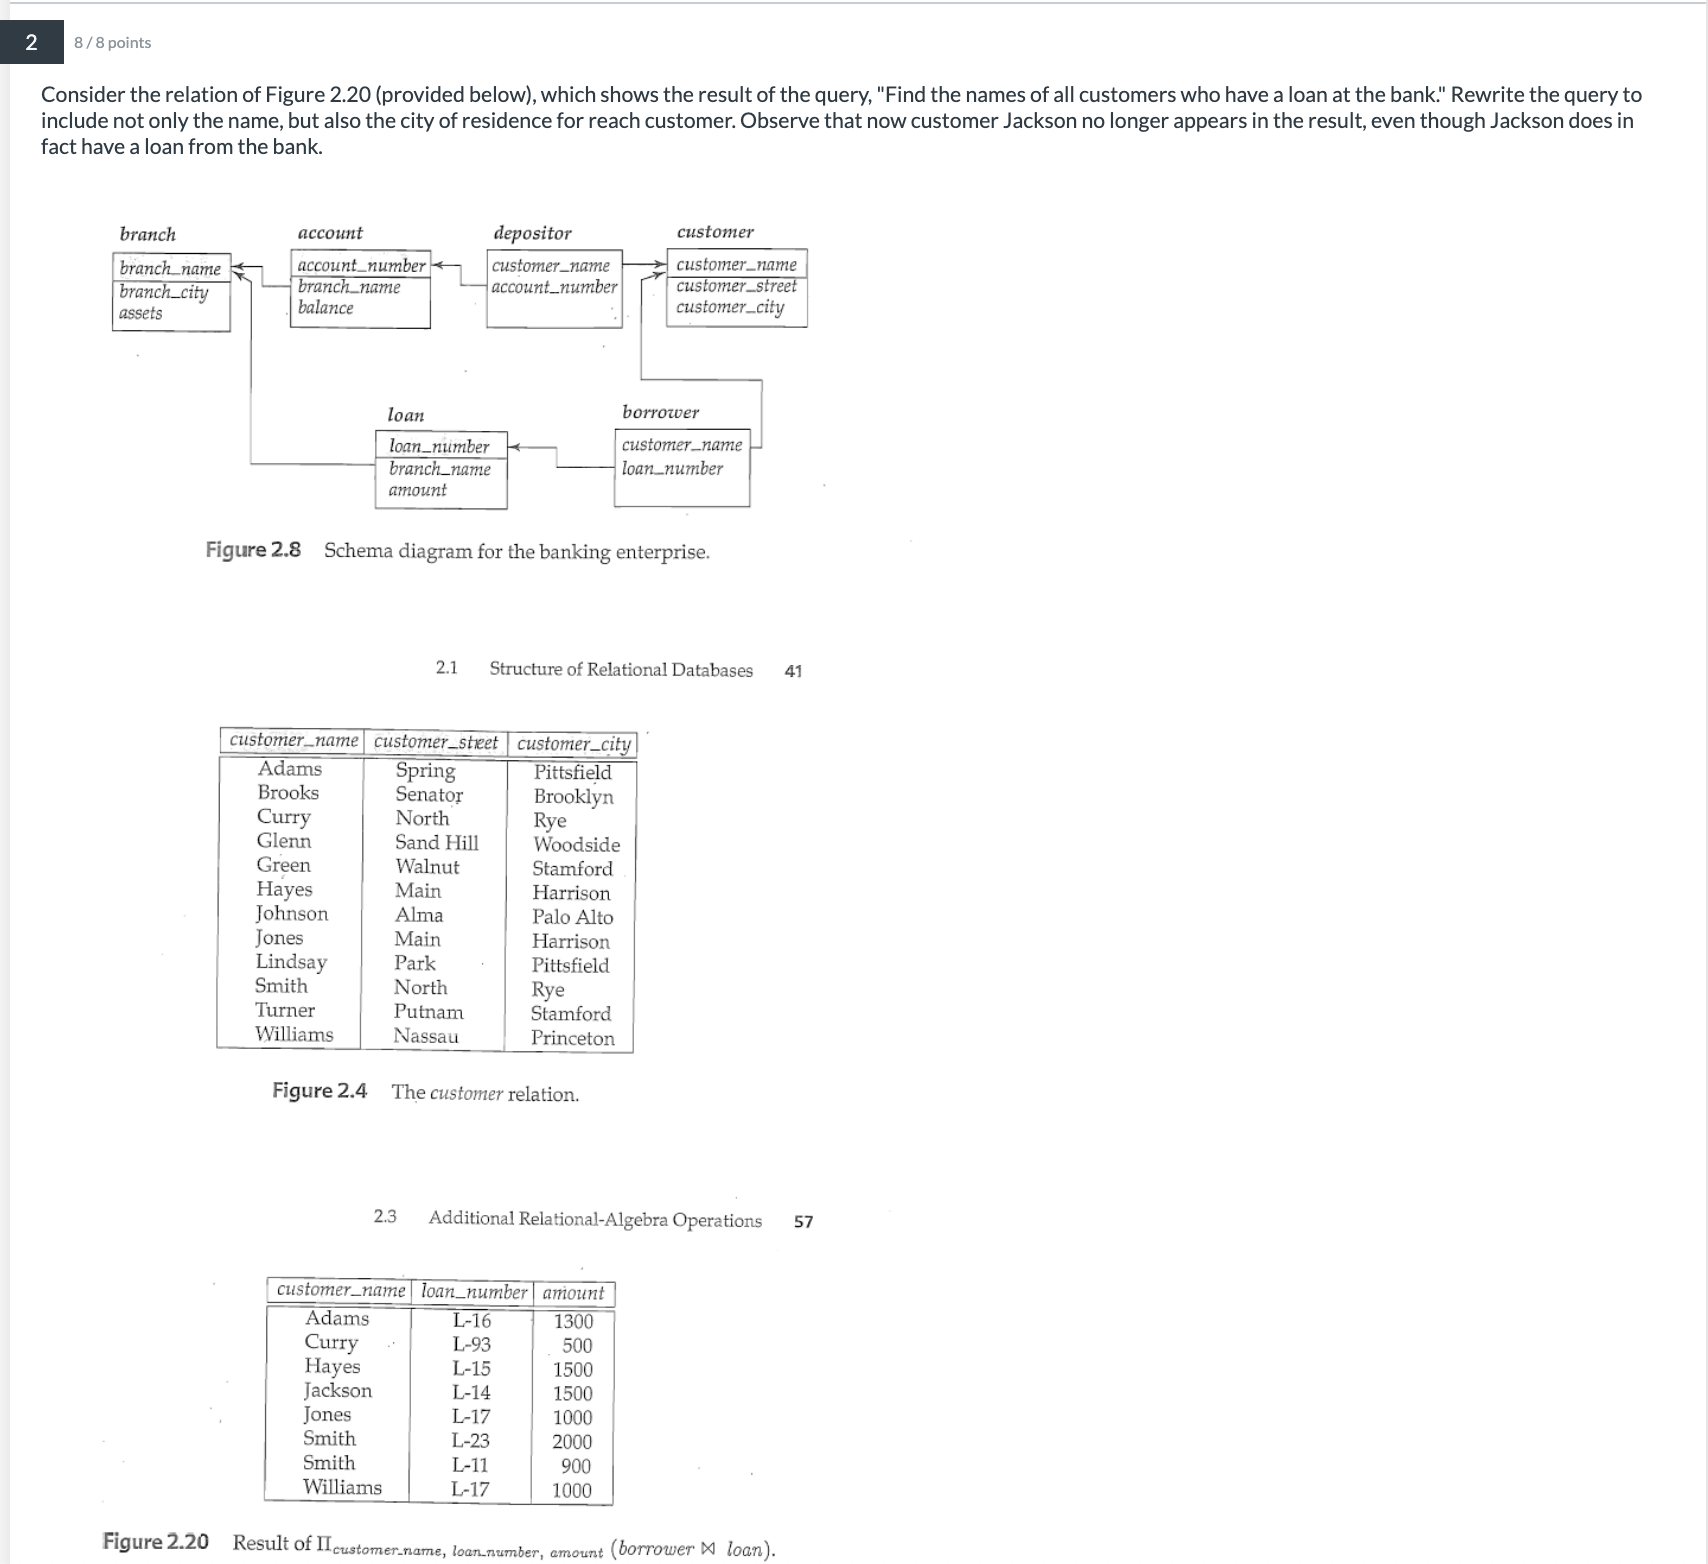 2
8 / 8 points
Consider the relation of Figure 2.20 (provided below), which shows the result of the query, "Find the names of all customers who have a loan at the bank." Rewrite the query to
include not only the name, but also the city of residence for reach customer. Observe that now customer Jackson no longer appears in the result, even though Jackson does in
fact have a loan from the bank.
branch account depositor customer
branch_name account_number customer_name customer_name
branch_city branch_name account_number customer_street
assets balance customer_city
loan borrower
loan_number customer_name
branch_name loan_number
amount
Figure 2.8 Schema diagram for the banking enterprise.
2.1 Structure of Relational Databases 41
customer_name customer_street customer_city
Adams Spring Pittsfield
Brooks Senator Brooklyn
Curry North Rye
Glenn Sand Hill Woodside
Green Walnut Stamford
Hayes Main Harrison
Johnson Alma Palo Alto
Jones Main Harrison
Lindsay Park Pittsfield
Smith North Rye
Turner Putnam Stamford
Williams Nassau Princeton
Figure 2.4 The customer relation.
2.3 Additional Relational-Algebra Operations 57
customer_name loan_number amount
Adams L-16 1300
Curry L-93 500
Hayes L-15 1500
Jackson L-14 1500
Jones L-17 1000
Smith L-23 2000
Smith L-11 900
Williams L-17 1000
Figure 2.20 Result of Π customer_name, loan_number, amount (borrower ⋈ loan).